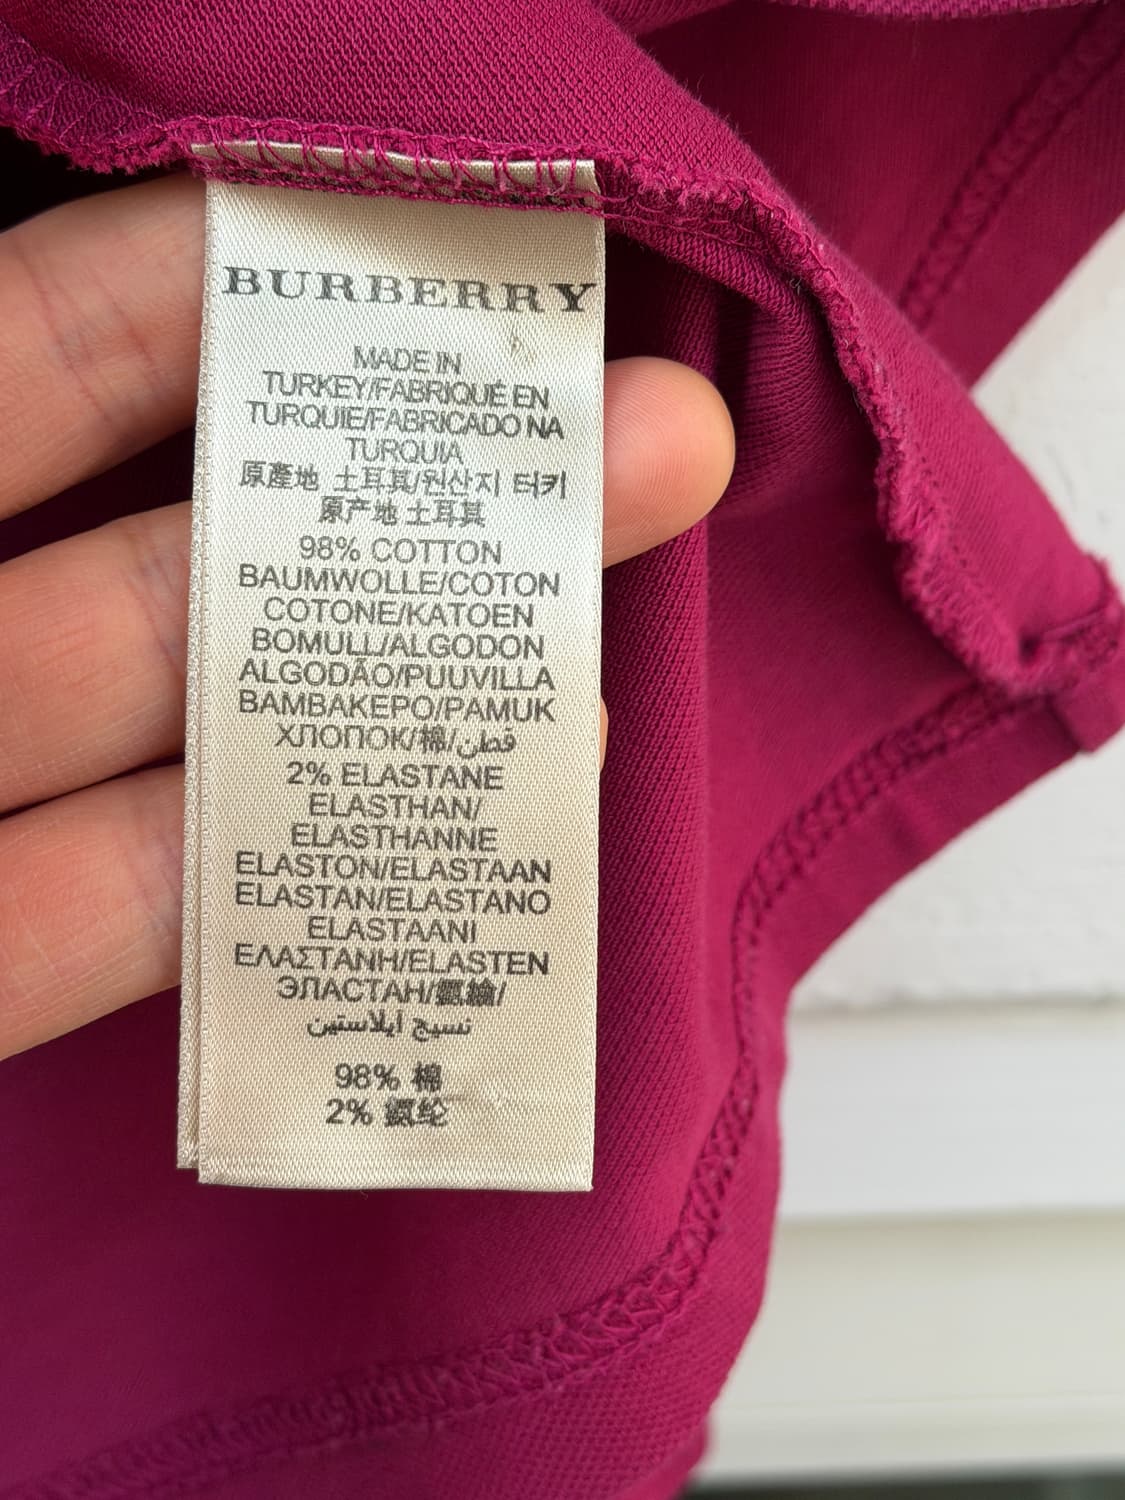 BURBERRY
MADE IN
TURKEY/FABRIQUÉ EN
TURQUIE/FABRICADO NA
TURQUIA
原產地 土耳其/원산지 터키
原产地 土耳其
98% COTTON
BAUMWOLLE/COTON
COTONE/KATOEN
BOMULL/ALGODON
ALGODÃO/PUUVILLA
BAMBAKEPO/PAMUK
ХЛОПОК/棉/قطن
2% ELASTANE
ELASTHAN/
ELASTHANNE
ELASTON/ELASTAAN
ELASTAN/ELASTANO
ELASTAANI
ΕΛΑΣΤΑΝΗ/ELASTEN
ЭЛАСТАН/氨綸/
نسيج ايلاستين
98% 棉
2% 氨纶